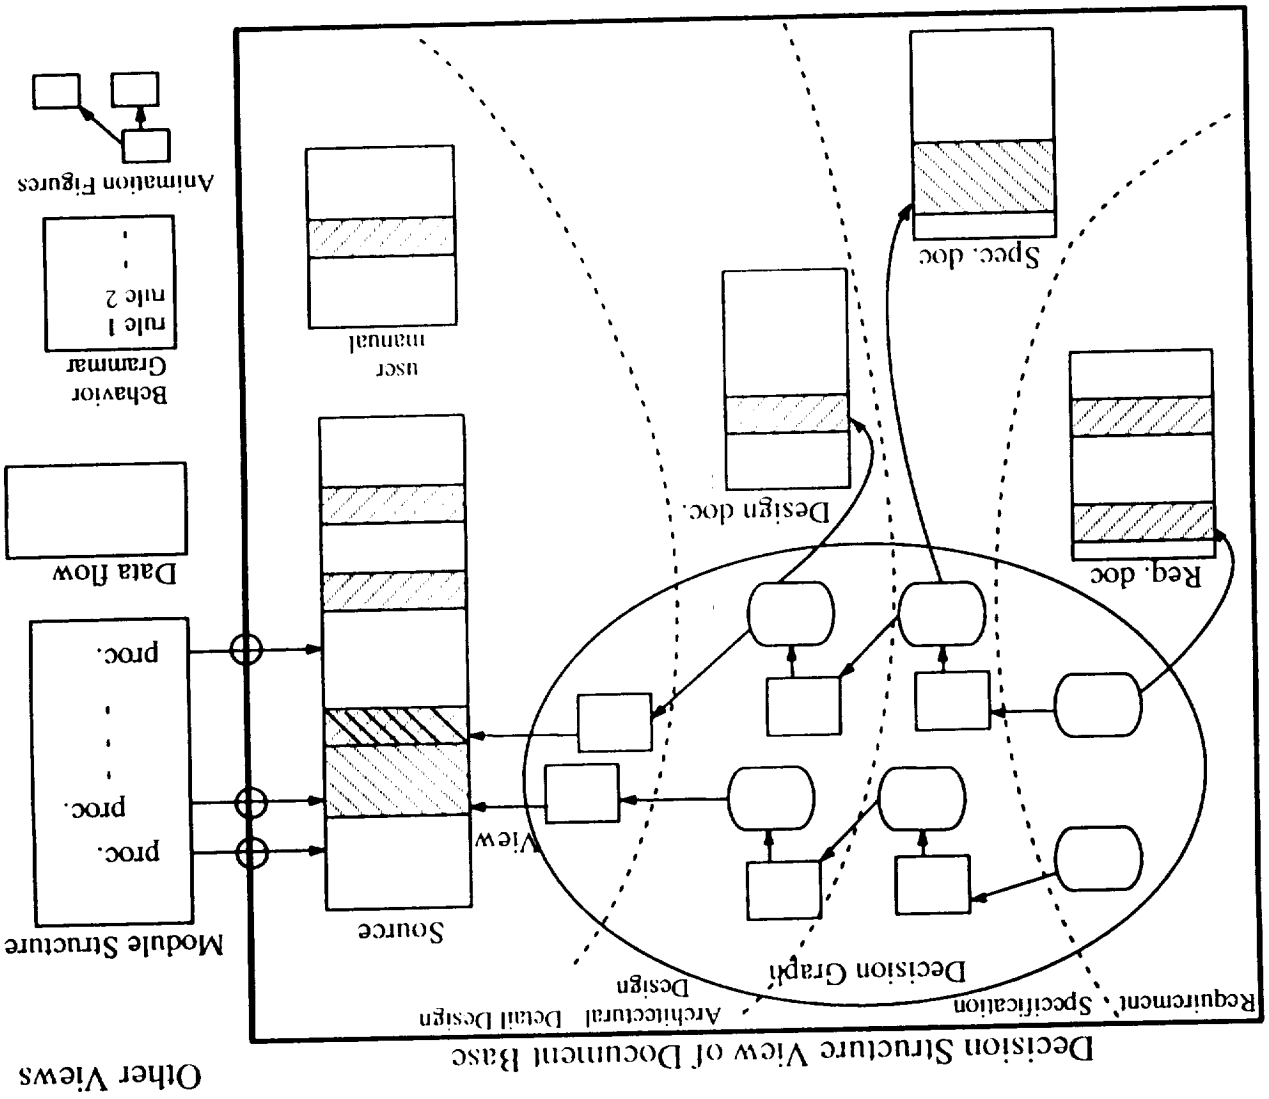 Decision Structure View of Document Base
Other Views
Requirement
Specification
Architectural
Design
Detail Design
Decision Graph
Source
View
Module Structure
proc.
proc.
-
-
-
proc.
Req. doc
Design doc.
Data flow
user
manual
Behavior
Grammar
rule 1
rule 2
-
-
Spec. doc
Animation Figures